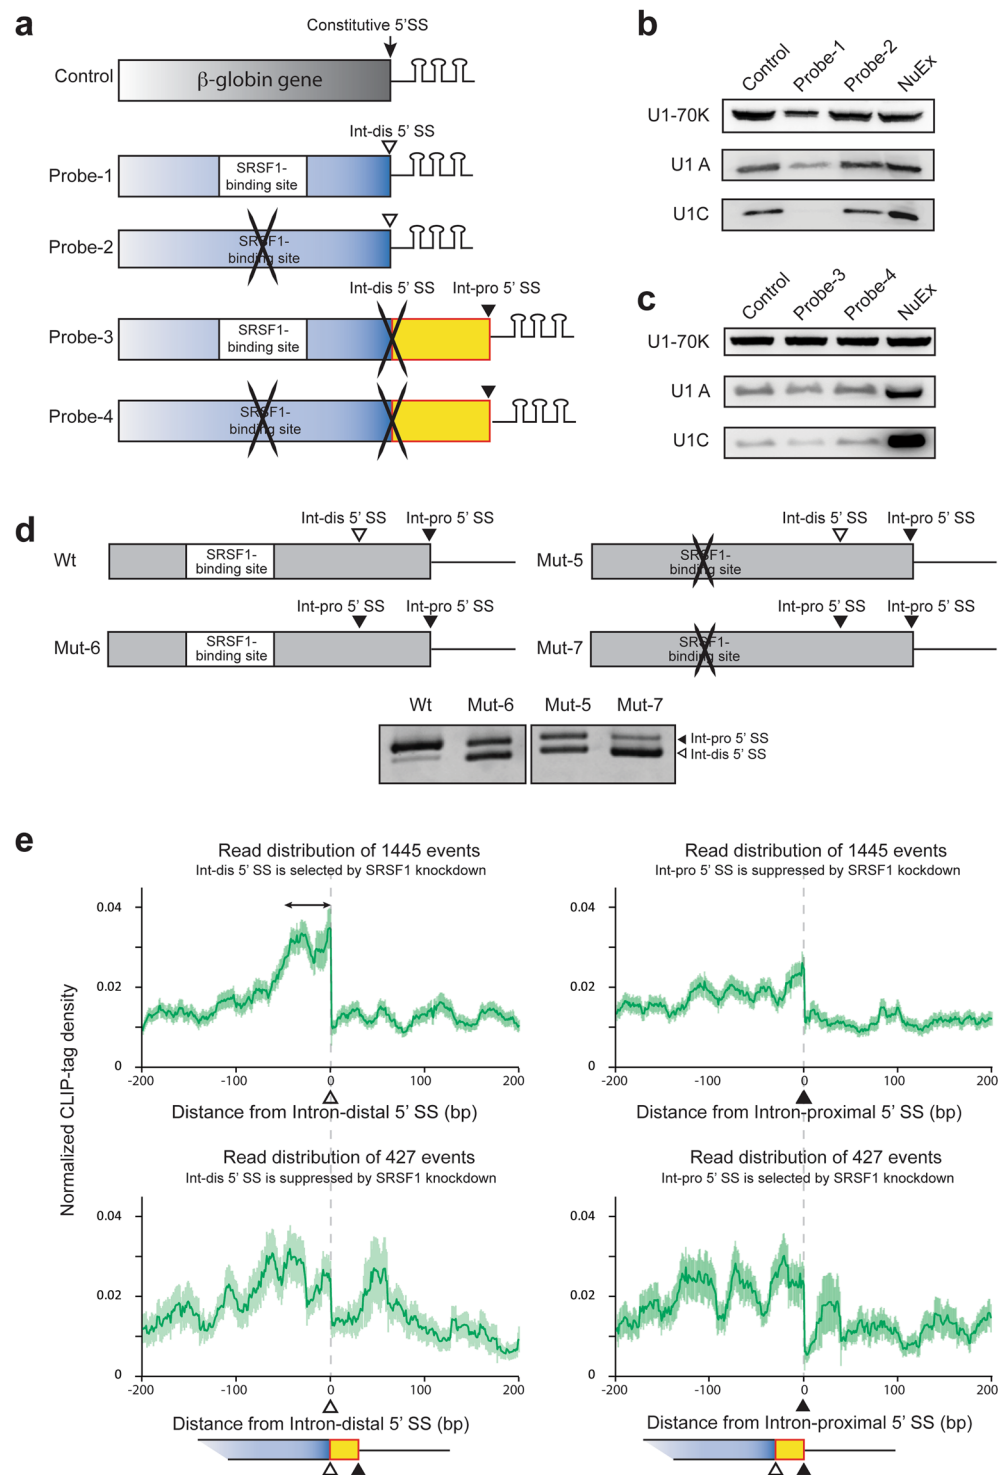 a
Constitutive 5'SS
Control
β-globin gene
Int-dis 5' SS
Probe-1
SRSF1-
binding site
Probe-2
SRSF1-
binding site
Int-dis 5' SS
Int-pro 5' SS
Probe-3
SRSF1-
binding site
Probe-4
SRSF1-
binding site
b
Control
Probe-1
Probe-2
NuEx
U1-70K
U1 A
U1C
c
Control
Probe-3
Probe-4
NuEx
U1-70K
U1 A
U1C
d
Int-dis 5' SS
Int-pro 5' SS
Wt
SRSF1-
binding site
Int-dis 5' SS
Int-pro 5' SS
Mut-5
SRSF1-
binding site
Int-pro 5' SS
Int-pro 5' SS
Mut-6
SRSF1-
binding site
Int-pro 5' SS
Int-pro 5' SS
Mut-7
SRSF1-
binding site
Wt
Mut-6
Mut-5
Mut-7
Int-pro 5' SS
Int-dis 5' SS
e
Normalized CLIP-tag density
Read distribution of 1445 events
Int-dis 5' SS is selected by SRSF1 knockdown
0.04
0.02
0
-200
-100
0
100
200
Distance from Intron-distal 5' SS (bp)
Read distribution of 1445 events
Int-pro 5' SS is suppressed by SRSF1 kockdown
0.04
0.02
0
-200
-100
0
100
200
Distance from Intron-proximal 5' SS (bp)
Read distribution of 427 events
Int-dis 5' SS is suppressed by SRSF1 knockdown
0.04
0.02
0
-200
-100
0
100
200
Distance from Intron-distal 5' SS (bp)
Read distribution of 427 events
Int-pro 5' SS is selected by SRSF1 knockdown
0.04
0.02
0
-200
-100
0
100
200
Distance from Intron-proximal 5' SS (bp)